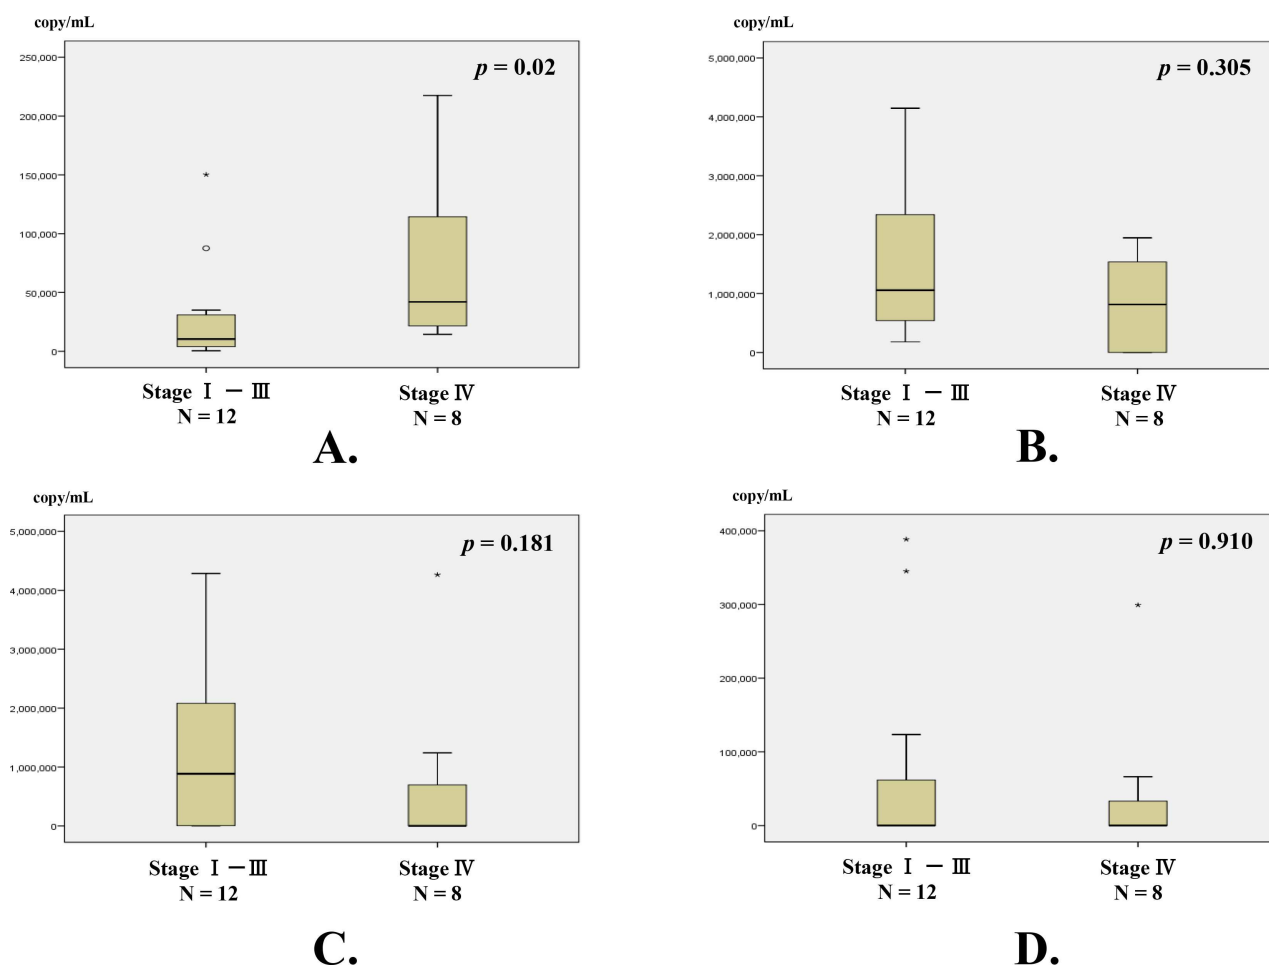 copy/mL
p = 0.02
250,000
200,000
150,000
100,000
50,000
0
Stage Ⅰ — Ⅲ
N = 12
Stage Ⅳ
N = 8
A.
copy/mL
p = 0.305
5,000,000
4,000,000
3,000,000
2,000,000
1,000,000
0
Stage Ⅰ — Ⅲ
N = 12
Stage Ⅳ
N = 8
B.
copy/mL
p = 0.181
5,000,000
4,000,000
3,000,000
2,000,000
1,000,000
0
Stage Ⅰ — Ⅲ
N = 12
Stage Ⅳ
N = 8
C.
copy/mL
p = 0.910
400,000
300,000
200,000
100,000
0
Stage Ⅰ — Ⅲ
N = 12
Stage Ⅳ
N = 8
D.